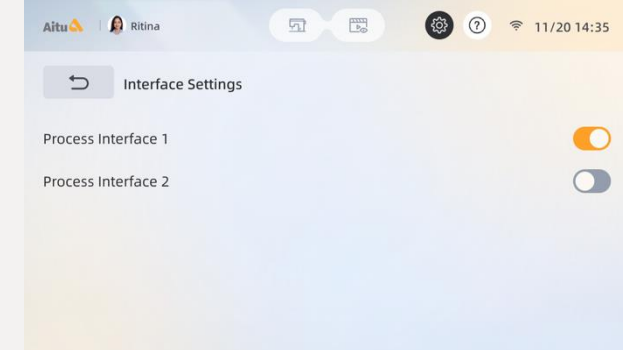 Aitu Ritina 11/20 14:35
Interface Settings
Process Interface 1
Process Interface 2